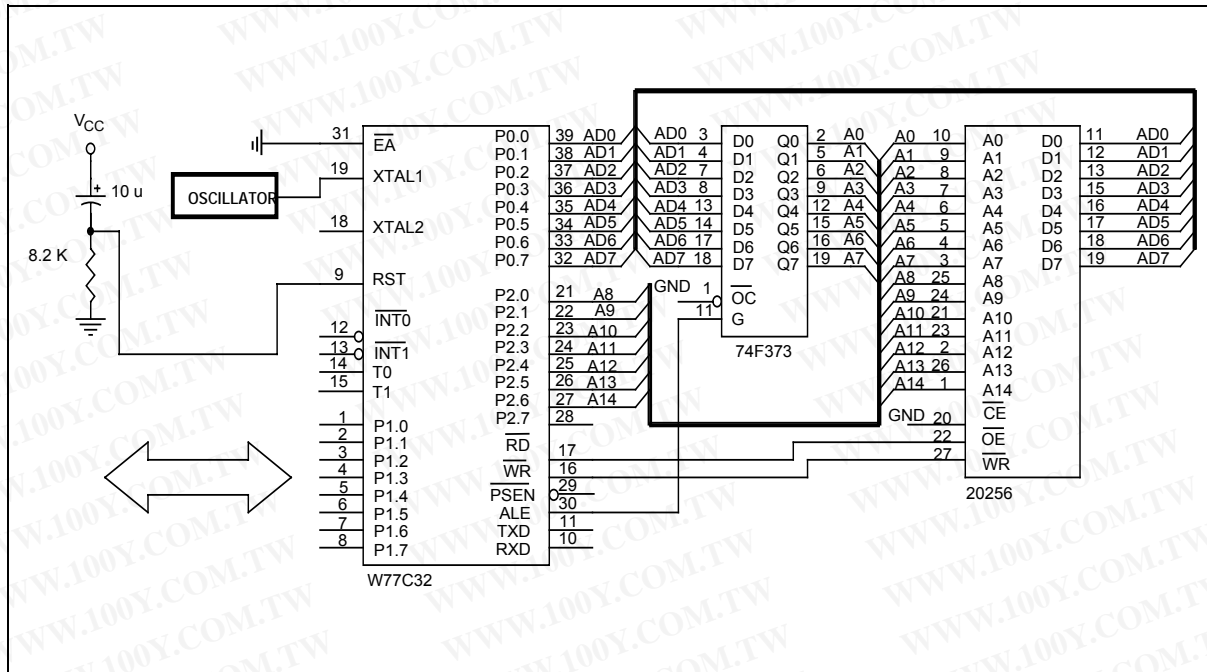 WWW.100Y.COM.TW
VCC
10 u
8.2 K
OSCILLATOR
31 EA
19 XTAL1
18 XTAL2
9 RST
12 INT0
13 INT1
14 T0
15 T1
1 P1.0
2 P1.1
3 P1.2
4 P1.3
5 P1.4
6 P1.5
7 P1.6
8 P1.7
P0.0 39 AD0
P0.1 38 AD1
P0.2 37 AD2
P0.3 36 AD3
P0.4 35 AD4
P0.5 34 AD5
P0.6 33 AD6
P0.7 32 AD7
P2.0 21 A8
P2.1 22 A9
P2.2 23 A10
P2.3 24 A11
P2.4 25 A12
P2.5 26 A13
P2.6 27 A14
P2.7 28
RD 17
WR 16
PSEN 29
ALE 30
TXD 11
RXD 10
W77C32
AD0 3 D0 Q0 2 A0
AD1 4 D1 Q1 5 A1
AD2 7 D2 Q2 6 A2
AD3 8 D3 Q3 9 A3
AD4 13 D4 Q4 12 A4
AD5 14 D5 Q5 15 A5
AD6 17 D6 Q6 16 A6
AD7 18 D7 Q7 19 A7
GND 1 OC
11 G
74F373
A0 10 A0 D0 11 AD0
A1 9 A1 D1 12 AD1
A2 8 A2 D2 13 AD2
A3 7 A3 D3 15 AD3
A4 6 A4 D4 16 AD4
A5 5 A5 D5 17 AD5
A6 4 A6 D6 18 AD6
A7 3 A7 D7 19 AD7
A8 25 A8
A9 24 A9
A10 21 A10
A11 23 A11
A12 2 A12
A13 26 A13
A14 1 A14
GND 20 CE
22 OE
27 WR
20256